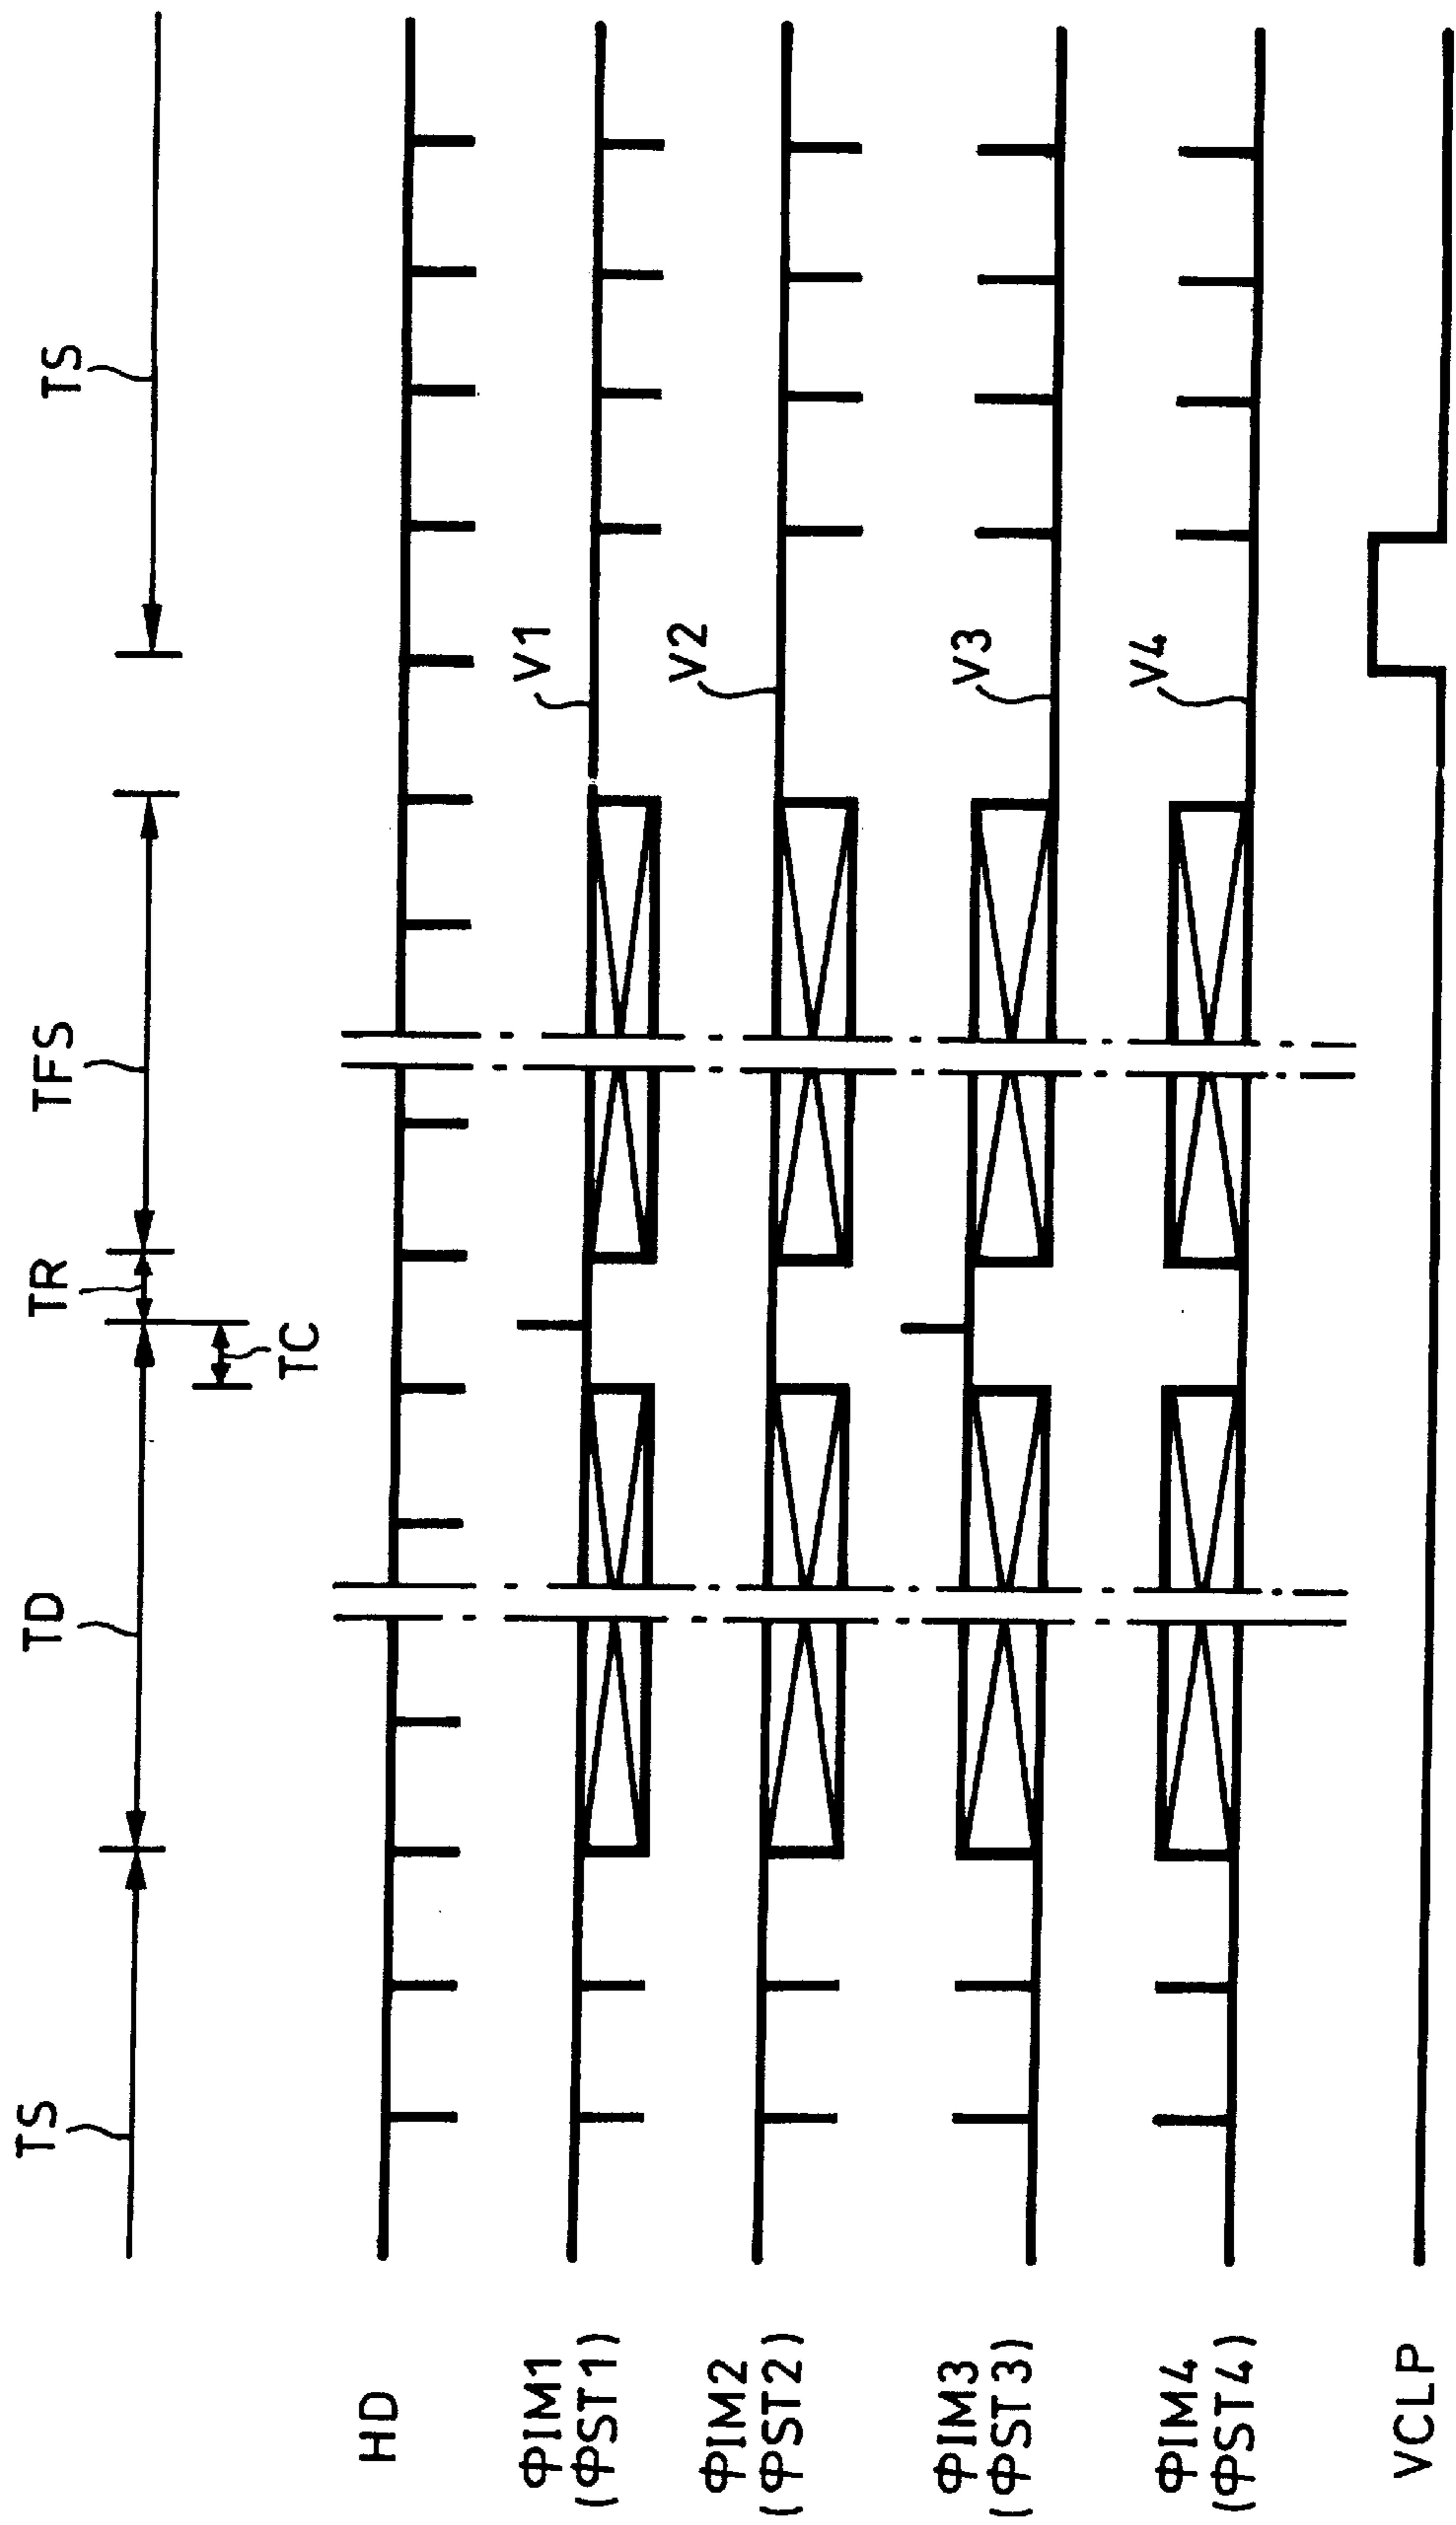 TS
TD
TR
TFS
TS
TC
HD
ΦIM1
(ΦST1)
V1
ΦIM2
(ΦST2)
V2
ΦIM3
(ΦST3)
V3
ΦIM4
(ΦST4)
V4
VCLP